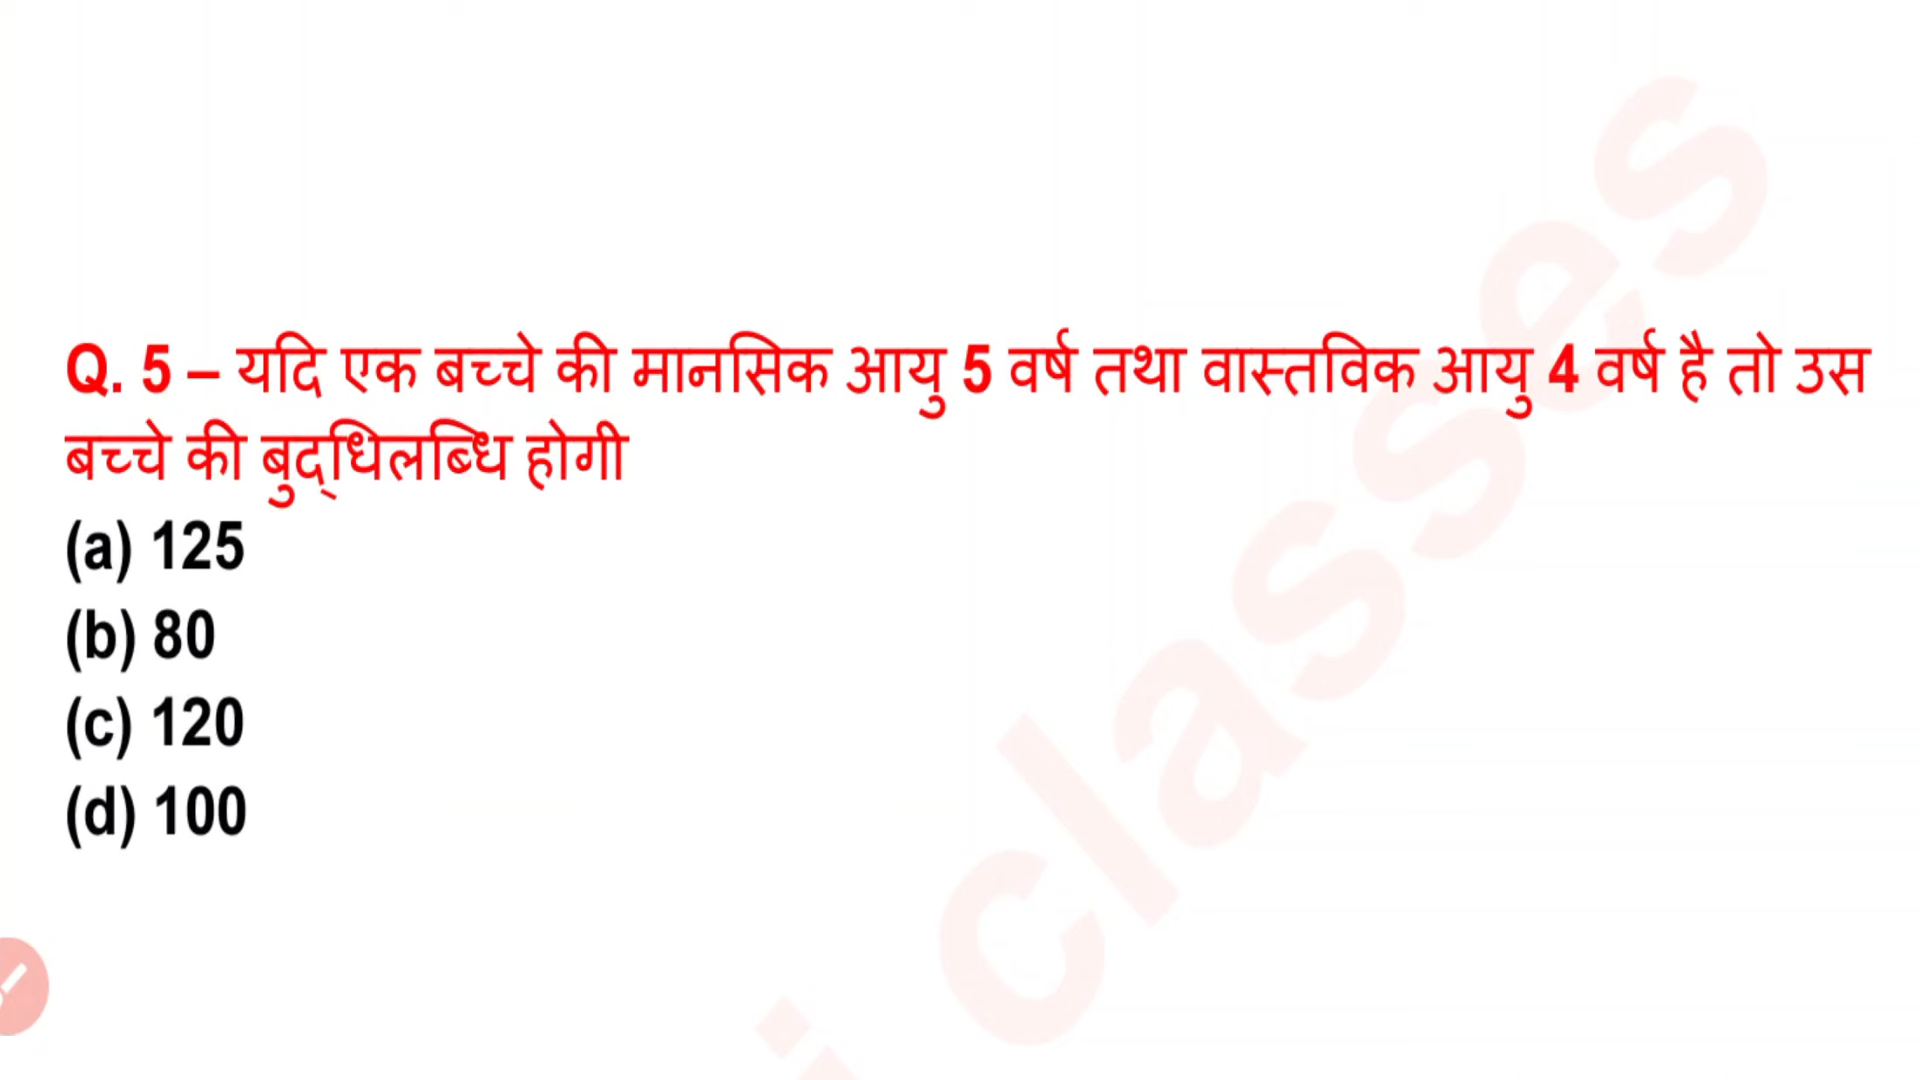 Q. 5 – यदि एक बच्चे की मानसिक आयु 5 वर्ष तथा वास्तविक आयु 4 वर्ष है तो उस
बच्चे की बुद्‌धिलब्धि होगी
(a) 125
(b) 80
(c) 120
(d) 100
classes